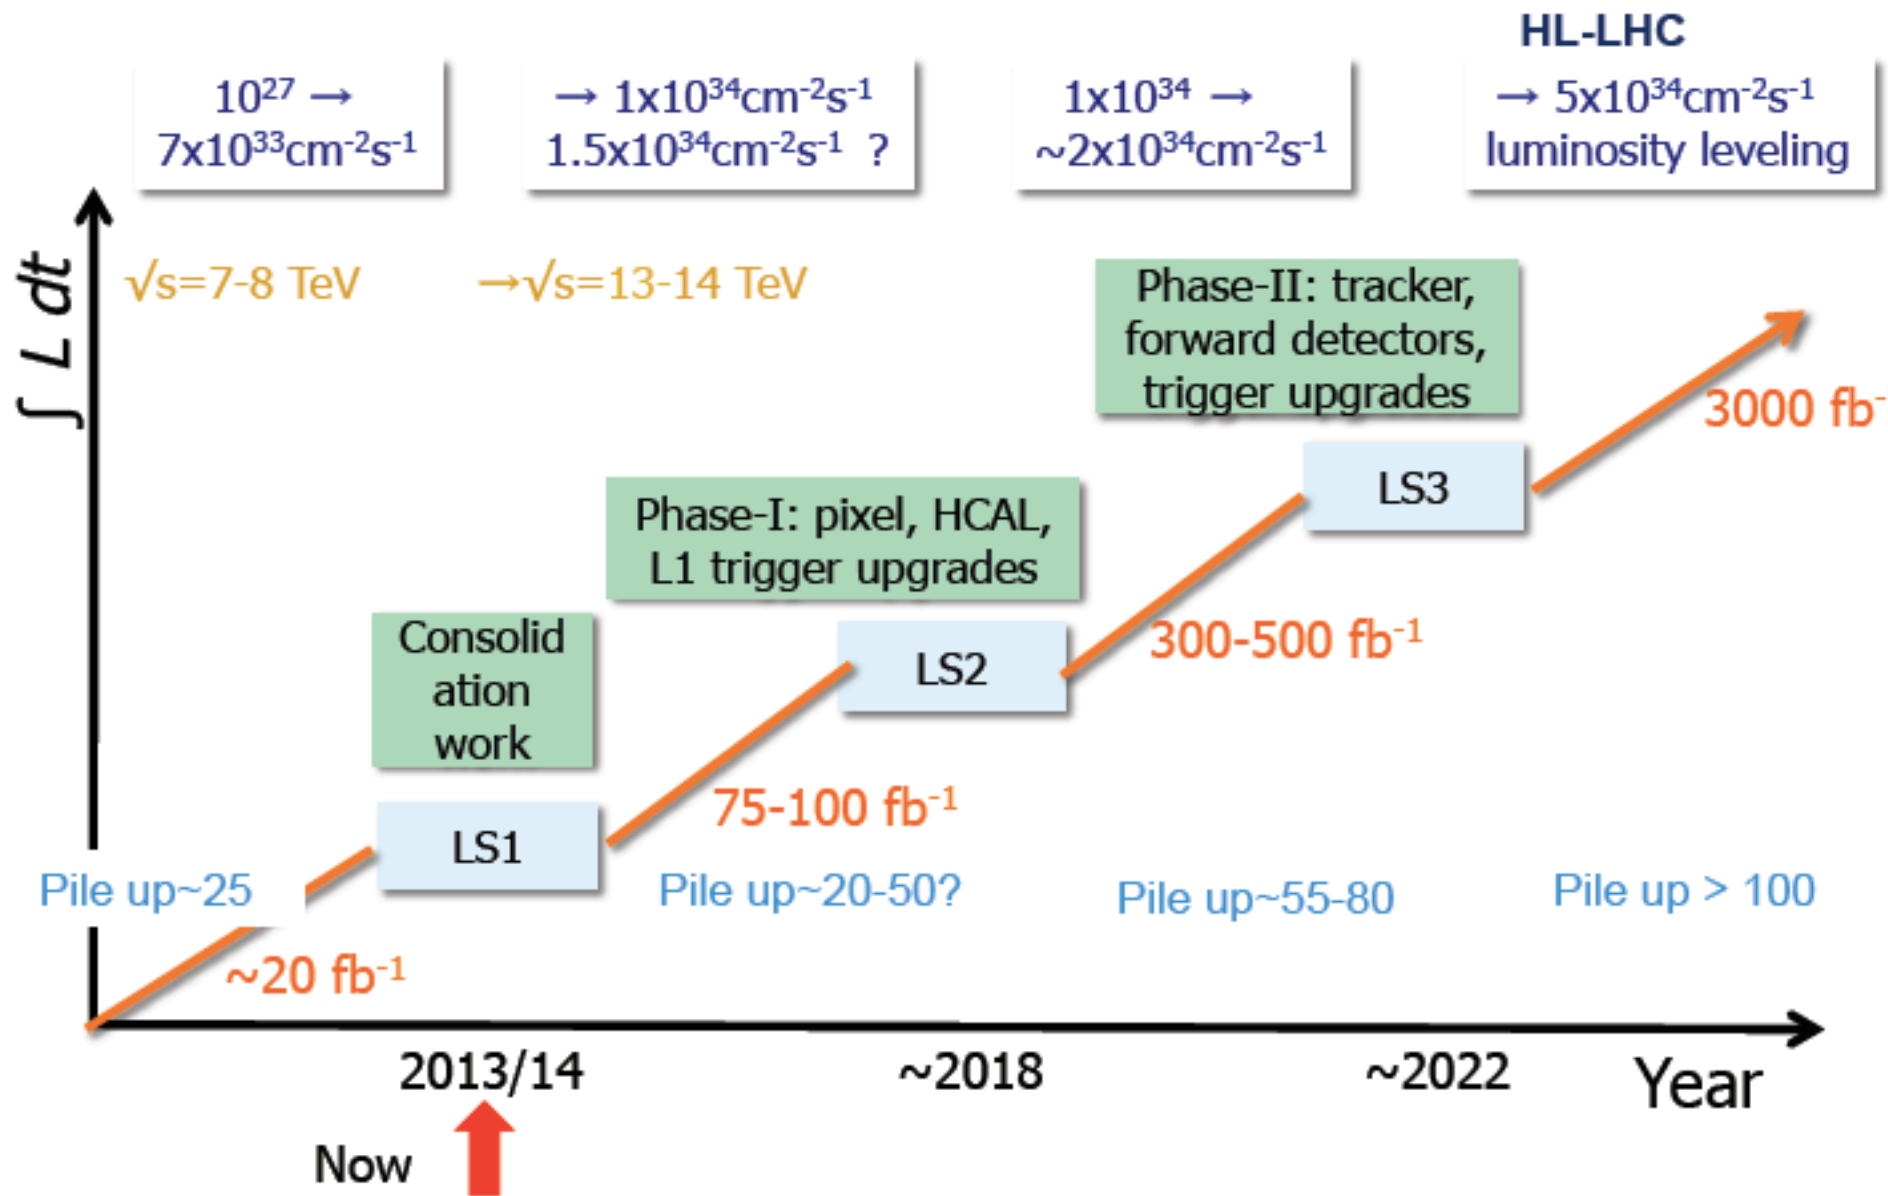 HL-LHC
10²⁷ →
7x10³³cm⁻²s⁻¹
→ 1x10³⁴cm⁻²s⁻¹
1.5x10³⁴cm⁻²s⁻¹ ?
1x10³⁴ →
~2x10³⁴cm⁻²s⁻¹
→ 5x10³⁴cm⁻²s⁻¹
luminosity leveling
∫ L dt
√s=7-8 TeV
→√s=13-14 TeV
Phase-II: tracker,
forward detectors,
trigger upgrades
3000 fb⁻
LS3
Phase-I: pixel, HCAL,
L1 trigger upgrades
300-500 fb⁻¹
LS2
Consolid
ation
work
75-100 fb⁻¹
LS1
Pile up~25
Pile up~20-50?
Pile up~55-80
Pile up > 100
~20 fb⁻¹
2013/14
~2018
~2022
Year
Now